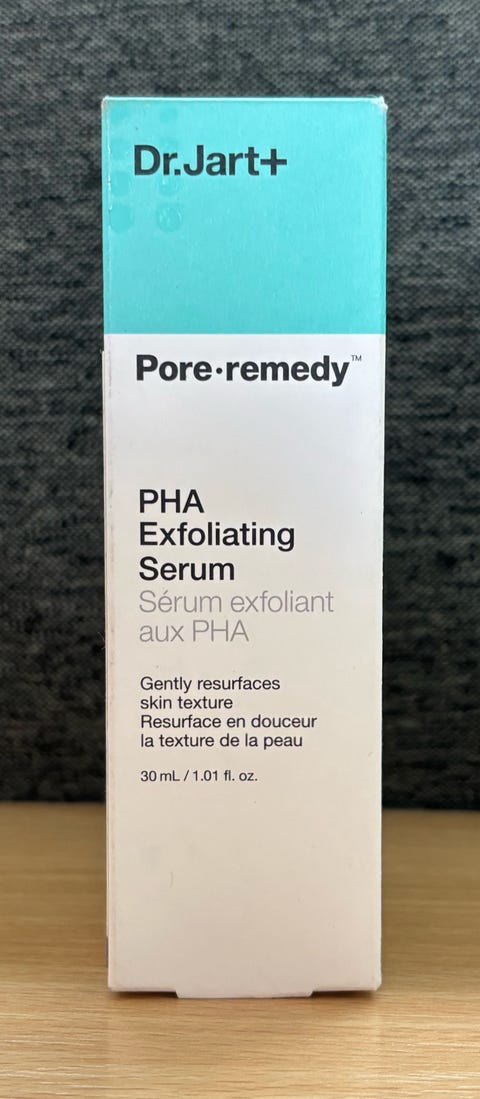 Dr.Jart+
Pore·remedy™
PHA
Exfoliating
Serum
Sérum exfoliant
aux PHA
Gently resurfaces
skin texture
Resurface en douceur
la texture de la peau
30 mL / 1.01 fl. oz.